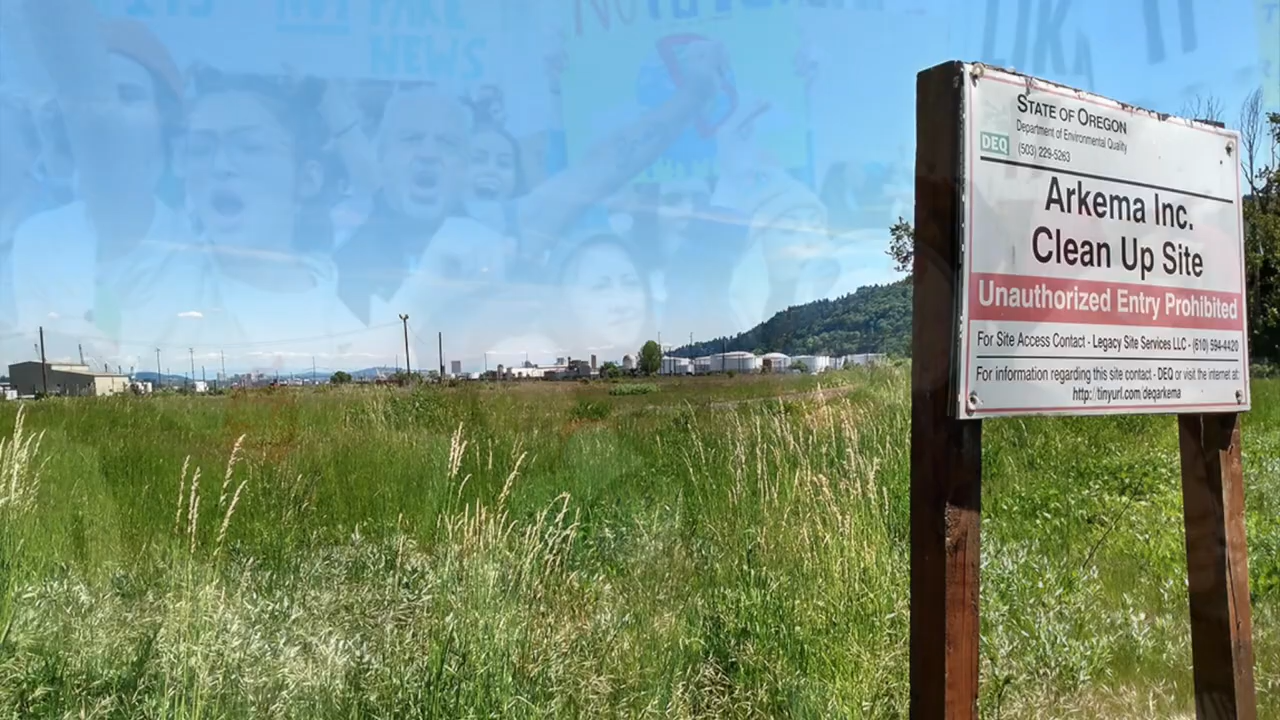 NOT FAKE
NEWS
STATE OF OREGON
DEQ
Department of Environmental Quality
(503) 229-5263
Arkema Inc.
Clean Up Site
Unauthorized Entry Prohibited
For Site Access Contact - Legacy Site Services LLC - (610) 594-4420
For information regarding this site contact - DEQ or visit the internet at:
http://tinyurl.com/deqarkema